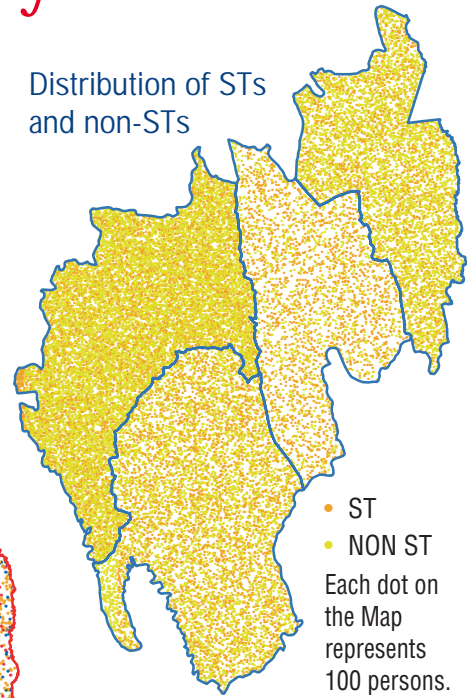 Distribution of STs
and non-STs
ST
NON ST
Each dot on
the Map
represents
100 persons.